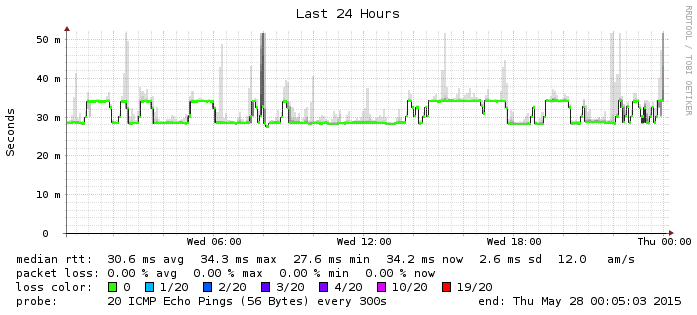 Last 24 Hours
RRDTOOL / TOBI OETIKER
Seconds
50 m
40 m
30 m
20 m
10 m
0
Wed 06:00 Wed 12:00 Wed 18:00 Thu 00:00
median rtt: 30.6 ms avg 34.3 ms max 27.6 ms min 34.2 ms now 2.6 ms sd 12.0 am/s
packet loss: 0.00 % avg 0.00 % max 0.00 % min 0.00 % now
loss color: 0 1/20 2/20 3/20 4/20 10/20 19/20
probe: 20 ICMP Echo Pings (56 Bytes) every 300s end: Thu May 28 00:05:03 2015